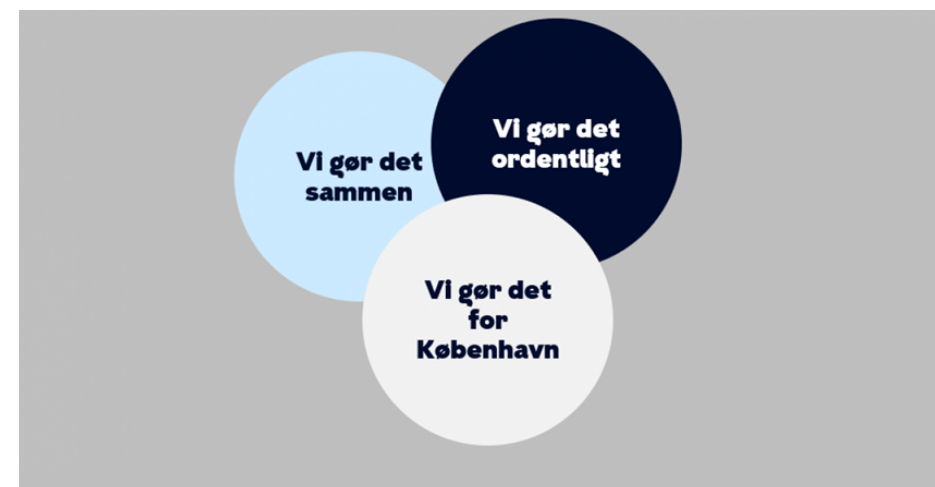 Vi gør det
sammen
Vi gør det
ordentligt
Vi gør det
for
København